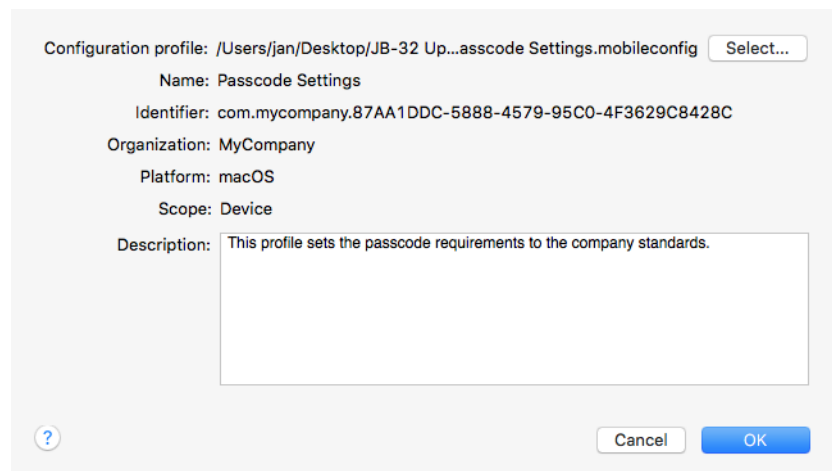 Configuration profile: /Users/jan/Desktop/JB-32 Up...asscode Settings.mobileconfig Select...
Name: Passcode Settings
Identifier: com.mycompany.87AA1DDC-5888-4579-95C0-4F3629C8428C
Organization: MyCompany
Platform: macOS
Scope: Device
Description: This profile sets the passcode requirements to the company standards.
? Cancel OK